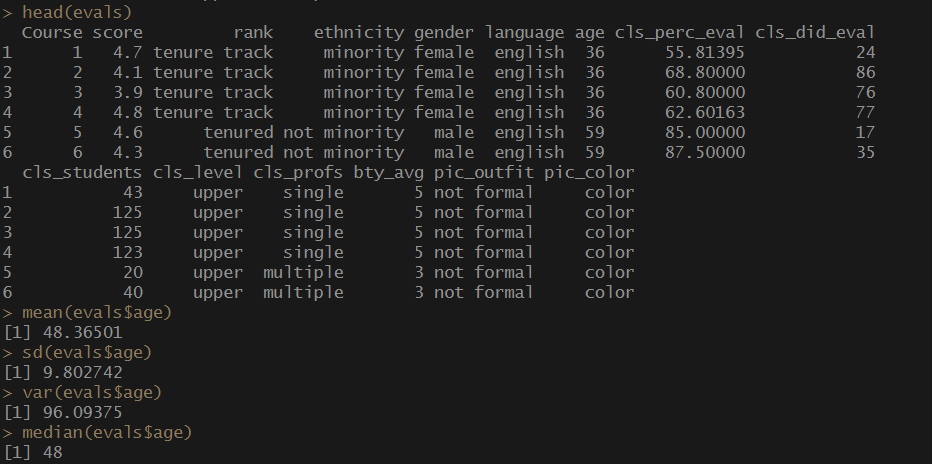 > head(evals)
  Course score         rank    ethnicity gender language age cls_perc_eval cls_did_eval
1      1   4.7 tenure track     minority female  english  36      55.81395           24
2      2   4.1 tenure track     minority female  english  36      68.80000           86
3      3   3.9 tenure track     minority female  english  36      60.80000           76
4      4   4.8 tenure track     minority female  english  36      62.60163           77
5      5   4.6      tenured not minority   male  english  59      85.00000           17
6      6   4.3      tenured not minority   male  english  59      87.50000           35
  cls_students cls_level cls_profs bty_avg pic_outfit pic_color
1           43     upper    single       5 not formal     color
2          125     upper    single       5 not formal     color
3          125     upper    single       5 not formal     color
4          123     upper    single       5 not formal     color
5           20     upper  multiple       3 not formal     color
6           40     upper  multiple       3 not formal     color
> mean(evals$age)
[1] 48.36501
> sd(evals$age)
[1] 9.802742
> var(evals$age)
[1] 96.09375
> median(evals$age)
[1] 48